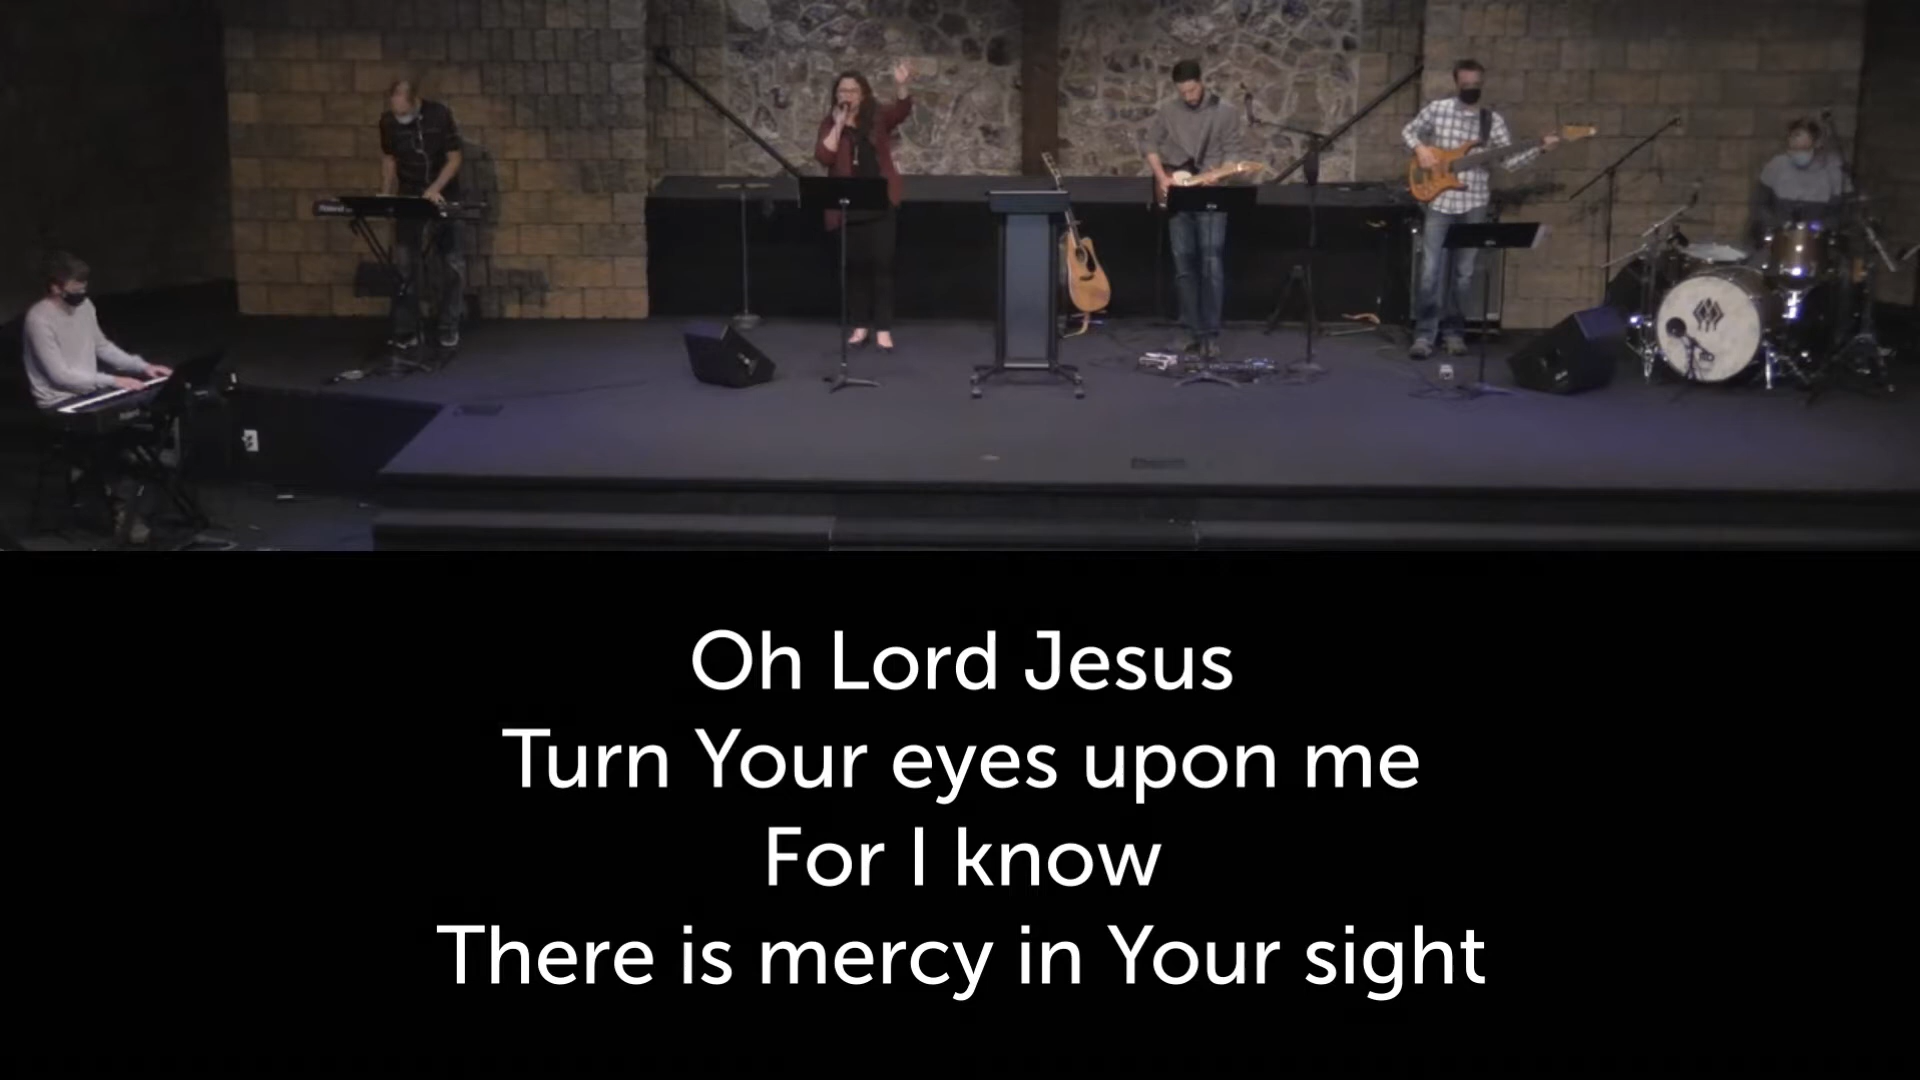 Oh Lord Jesus
Turn Your eyes upon me
For I know
There is mercy in Your sight